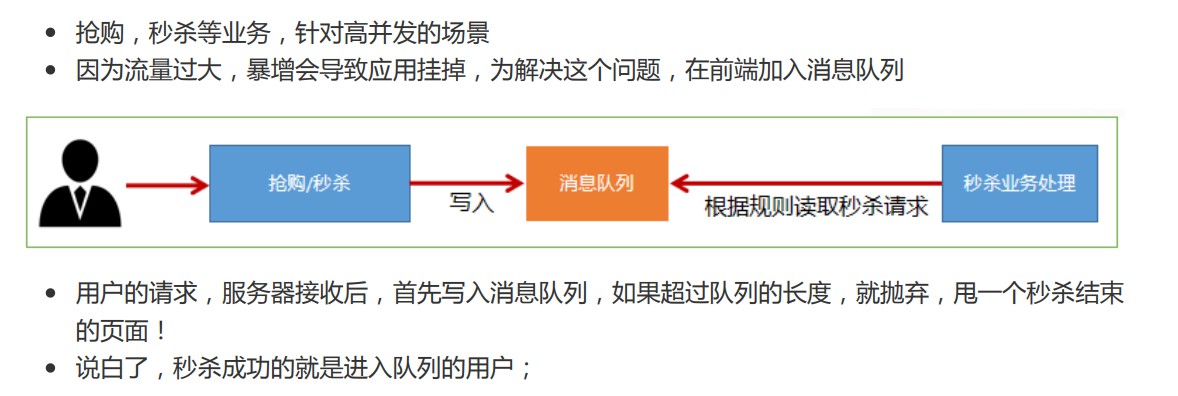 抢购，秒杀等业务，针对高并发的场景
因为流量过大，暴增会导致应用挂掉，为解决这个问题，在前端加入消息队列
抢购/秒杀
写入
消息队列
根据规则读取秒杀请求
秒杀业务处理
用户的请求，服务器接收后，首先写入消息队列，如果超过队列的长度，就抛弃，甩一个秒杀结束
的页面！
说白了，秒杀成功的就是进入队列的用户；